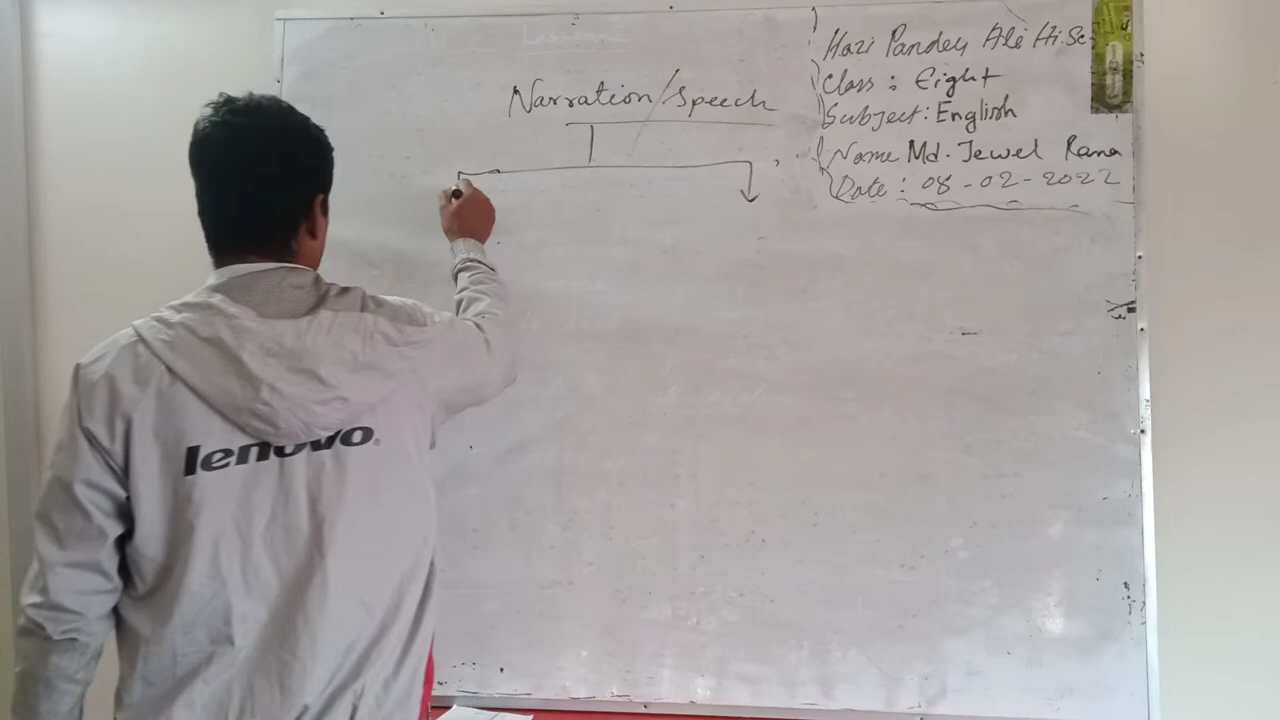 Narration/Speech
Hazi Pandey Ali Hi. Sc
Class : Eight
Subject: English
Name Md. Jewel Rana
Date : 08-02-2022
lenovo